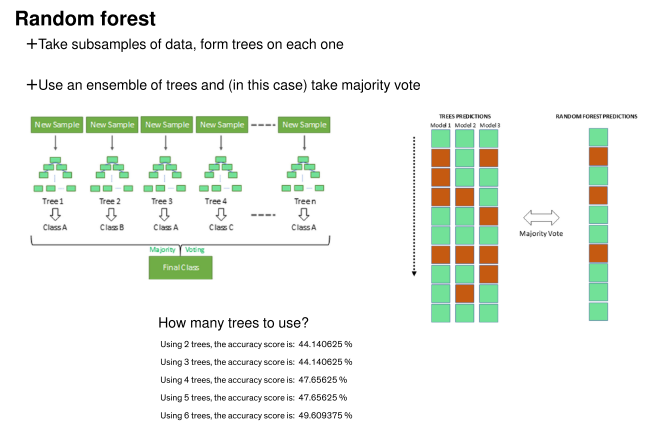 Random forest
+Take subsamples of data, form trees on each one
+Use an ensemble of trees and (in this case) take majority vote
New Sample New Sample New Sample New Sample New Sample
Tree 1 Tree 2 Tree 3 Tree 4 Tree n
Class A Class B Class A Class C Class A
Majority Voting
Final Class
TREES PREDICTIONS
Model 1 Model 2 Model 3
RANDOM FOREST PREDICTIONS
Majority Vote
How many trees to use?
Using 2 trees, the accuracy score is: 44.140625 %
Using 3 trees, the accuracy score is: 44.140625 %
Using 4 trees, the accuracy score is: 47.65625 %
Using 5 trees, the accuracy score is: 47.65625 %
Using 6 trees, the accuracy score is: 49.609375 %